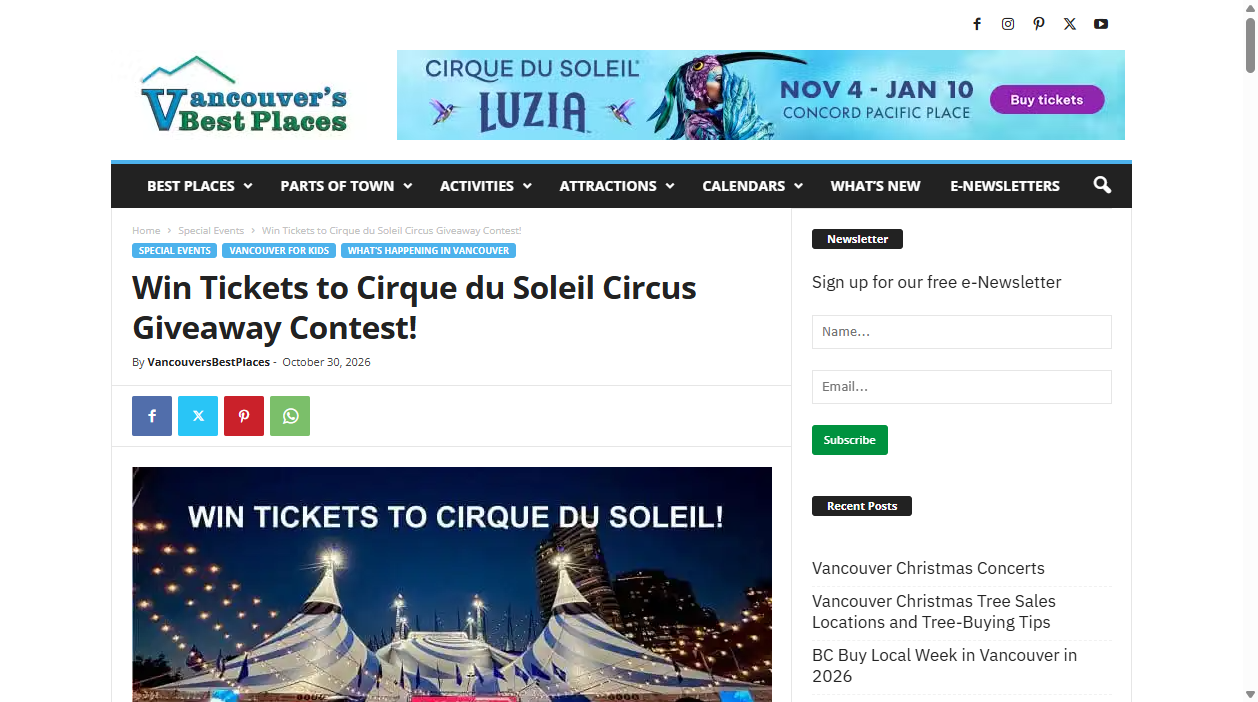 Vancouver's
Best Places
CIRQUE DU SOLEIL®
LUZIA™
NOV 4 - JAN 10
CONCORD PACIFIC PLACE
Buy tickets
BEST PLACES
PARTS OF TOWN
ACTIVITIES
ATTRACTIONS
CALENDARS
WHAT'S NEW
E-NEWSLETTERS
Home › Special Events › Win Tickets to Cirque du Soleil Circus Giveaway Contest!
SPECIAL EVENTS
VANCOUVER FOR KIDS
WHAT'S HAPPENING IN VANCOUVER
Win Tickets to Cirque du Soleil Circus
Giveaway Contest!
By VancouversBestPlaces - October 30, 2026
WIN TICKETS TO CIRQUE DU SOLEIL!
Newsletter
Sign up for our free e-Newsletter
Name...
Email...
Subscribe
Recent Posts
Vancouver Christmas Concerts
Vancouver Christmas Tree Sales
Locations and Tree-Buying Tips
BC Buy Local Week in Vancouver in
2026